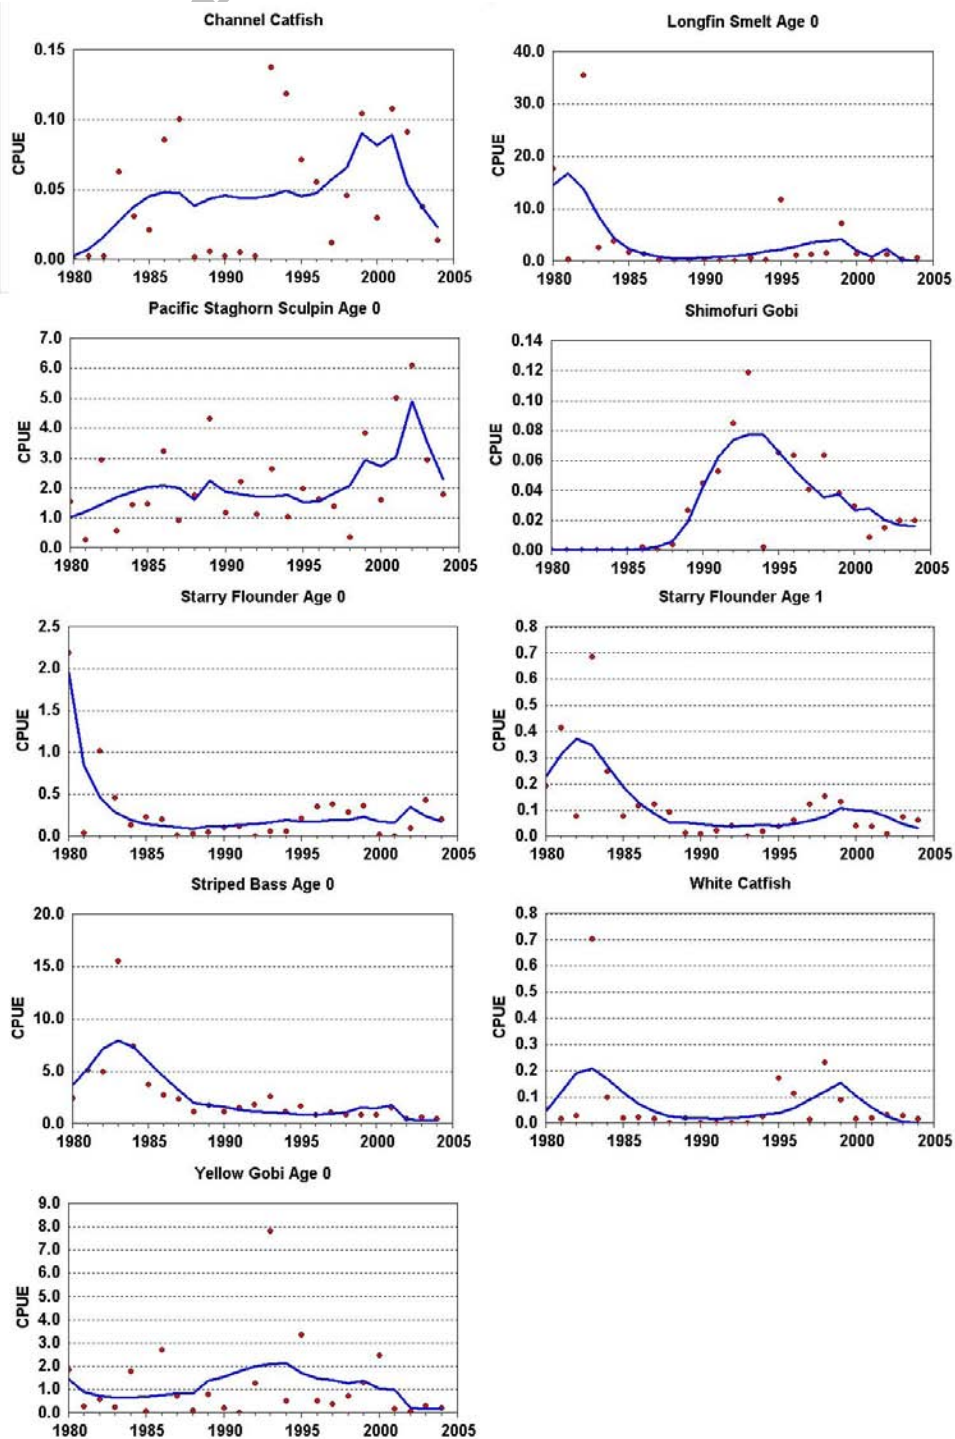 Channel Catfish
0.15
0.10
0.05
0.00
CPUE
1980 1985 1990 1995 2000 2005
Longfin Smelt Age 0
40.0
30.0
20.0
10.0
0.0
CPUE
1980 1985 1990 1995 2000 2005
Pacific Staghorn Sculpin Age 0
7.0
6.0
5.0
4.0
3.0
2.0
1.0
0.0
CPUE
1980 1985 1990 1995 2000 2005
Shimofuri Gobi
0.14
0.12
0.10
0.08
0.06
0.04
0.02
0.00
CPUE
1980 1985 1990 1995 2000 2005
Starry Flounder Age 0
2.5
2.0
1.5
1.0
0.5
0.0
CPUE
1980 1985 1990 1995 2000 2005
Starry Flounder Age 1
0.8
0.7
0.6
0.5
0.4
0.3
0.2
0.1
0.0
CPUE
1980 1985 1990 1995 2000 2005
Striped Bass Age 0
20.0
15.0
10.0
5.0
0.0
CPUE
1980 1985 1990 1995 2000 2005
White Catfish
0.8
0.7
0.6
0.5
0.4
0.3
0.2
0.1
0.0
CPUE
1980 1985 1990 1995 2000 2005
Yellow Gobi Age 0
9.0
8.0
7.0
6.0
5.0
4.0
3.0
2.0
1.0
0.0
CPUE
1980 1985 1990 1995 2000 2005